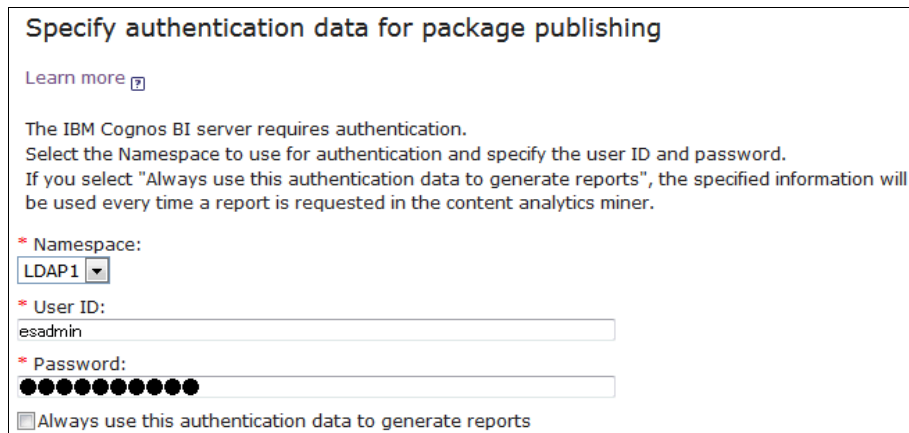 Specify authentication data for package publishing
Learn more ?
The IBM Cognos BI server requires authentication.
Select the Namespace to use for authentication and specify the user ID and password.
If you select "Always use this authentication data to generate reports", the specified information will
be used every time a report is requested in the content analytics miner.
* Namespace:
LDAP1
* User ID:
esadmin
* Password:
●●●●●●●●●●
Always use this authentication data to generate reports